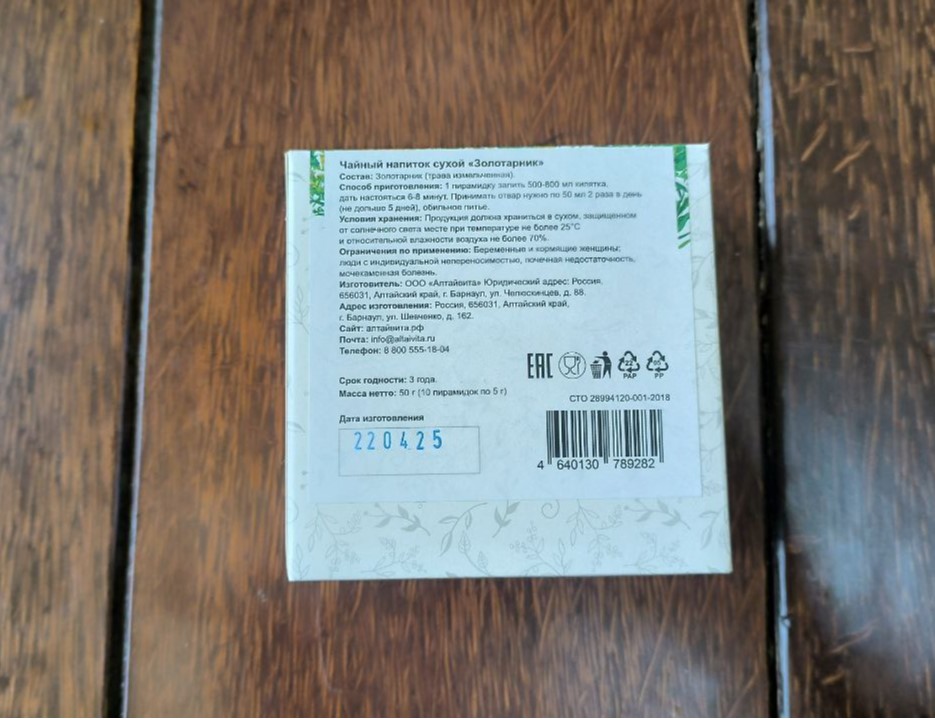 Чайный напиток сухой «Золотарник»
Состав: Золотарник (трава измельченная).
Способ приготовления: 1 пирамидку залить 500-800 мл кипятка,
дать настояться 6-8 минут. Принимать отвар нужно по 50 мл 2 раза в день
(не дольше 5 дней), обильное питье.
Условия хранения: Продукция должна храниться в сухом, защищенном
от солнечного света месте при температуре не более 25°С
и относительной влажности воздуха не более 70%.
Ограничения по применению: Беременные и кормящие женщины;
люди с индивидуальной непереносимостью, почечная недостаточность,
мочекаменная болезнь.
Изготовитель: ООО «Алтайвита» Юридический адрес: Россия,
656031, Алтайский край, г. Барнаул, ул. Челюскинцев, д. 88.
Адрес изготовления: Россия, 656031, Алтайский край,
г. Барнаул, ул. Шевченко, д. 162.
Сайт: алтайвита.рф
Почта: info@altaivita.ru
Телефон: 8 800 555-18-04
EAC
PAP
PP
Срок годности: 3 года.
Масса нетто: 50 г (10 пирамидок по 5 г)
СТО 28994120-001-2018
Дата изготовления
220425
4 640130 789282